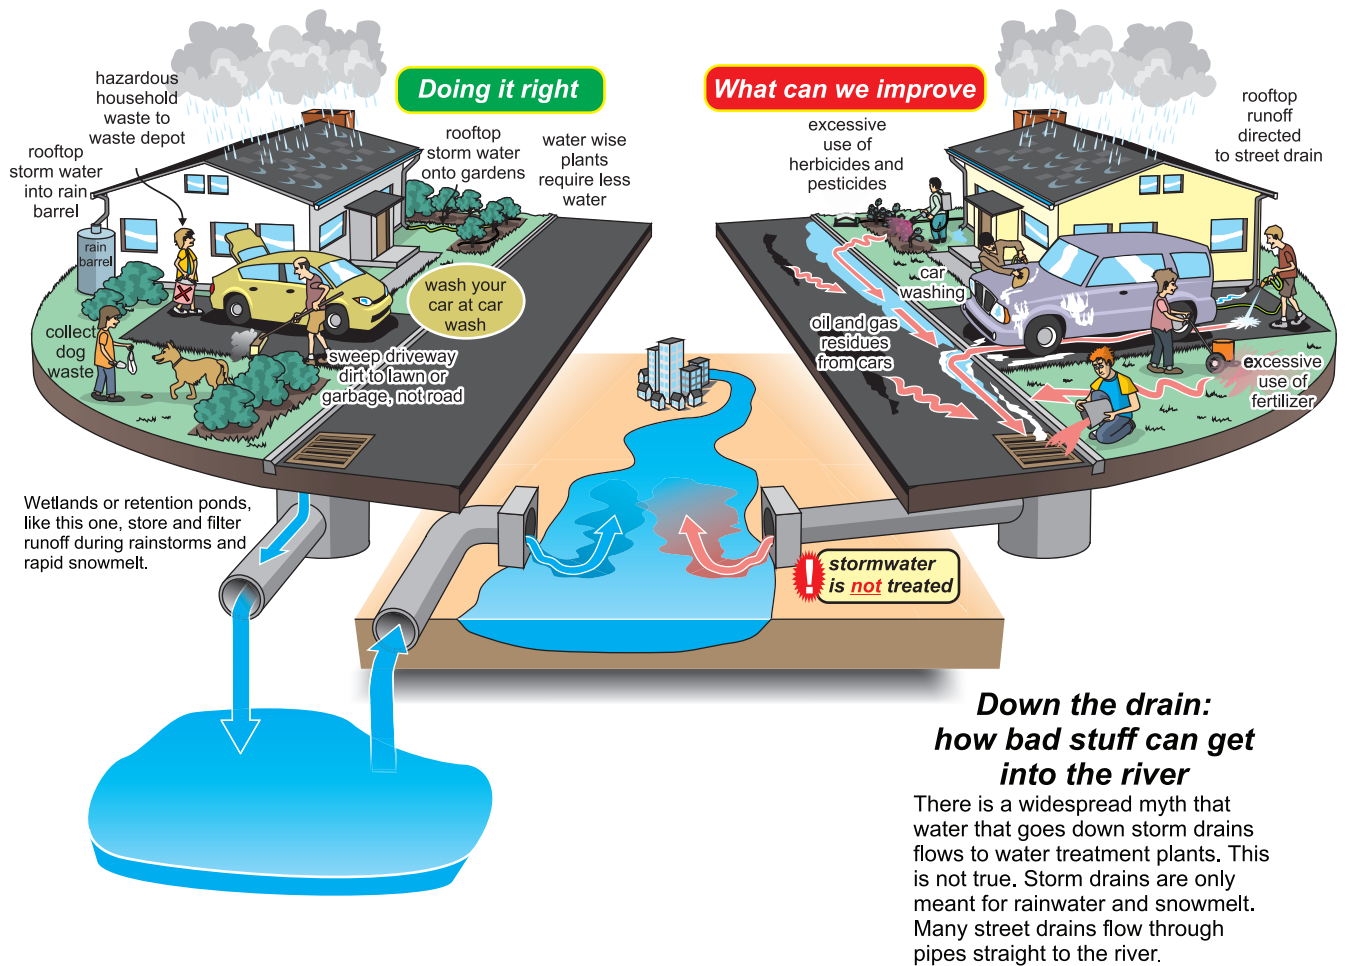 Doing it right
hazardous
household
waste to
waste depot
rooftop
storm water
into rain
barrel
rooftop
storm water
onto gardens
water wise
plants
require less
water
rain
barrel
wash your
car at car
wash
collect
dog
waste
sweep driveway
dirt to lawn or
garbage, not road
What can we improve
excessive
use of
herbicides and
pesticides
rooftop
runoff
directed
to street drain
car
washing
oil and gas
residues
from cars
excessive
use of
fertilizer
Wetlands or retention ponds,
like this one, store and filter
runoff during rainstorms and
rapid snowmelt.
!
stormwater
is not treated
Down the drain:
how bad stuff can get
into the river
There is a widespread myth that
water that goes down storm drains
flows to water treatment plants. This
is not true. Storm drains are only
meant for rainwater and snowmelt.
Many street drains flow through
pipes straight to the river.